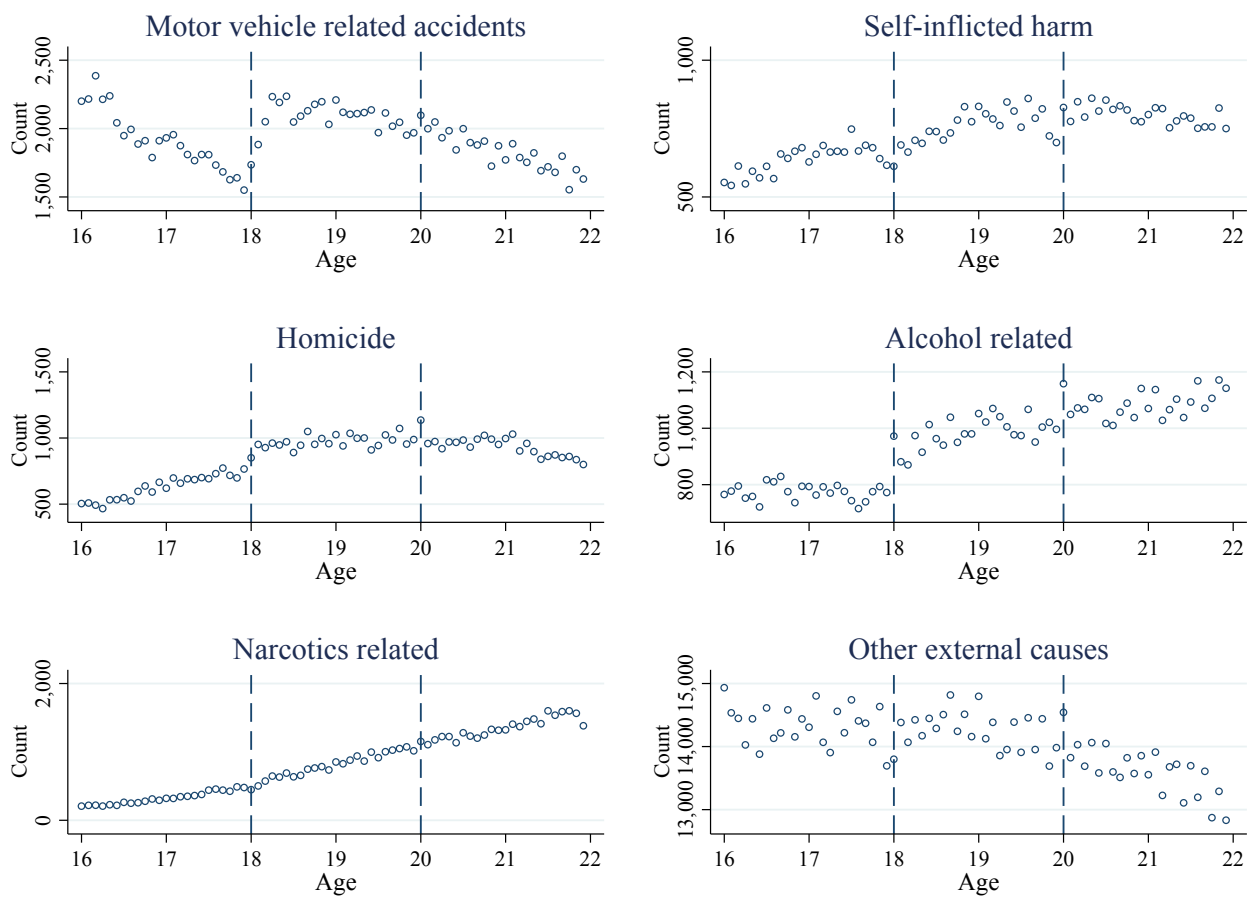 Motor vehicle related accidents
Count
2,500
2,000
1,500
16 17 18 19 20 21 22
Age
Self-inflicted harm
Count
1,000
500
16 17 18 19 20 21 22
Age
Homicide
Count
1,500
1,000
500
16 17 18 19 20 21 22
Age
Alcohol related
Count
1,200
1,000
800
16 17 18 19 20 21 22
Age
Narcotics related
Count
2,000
0
16 17 18 19 20 21 22
Age
Other external causes
Count
15,000
14,000
13,000
16 17 18 19 20 21 22
Age